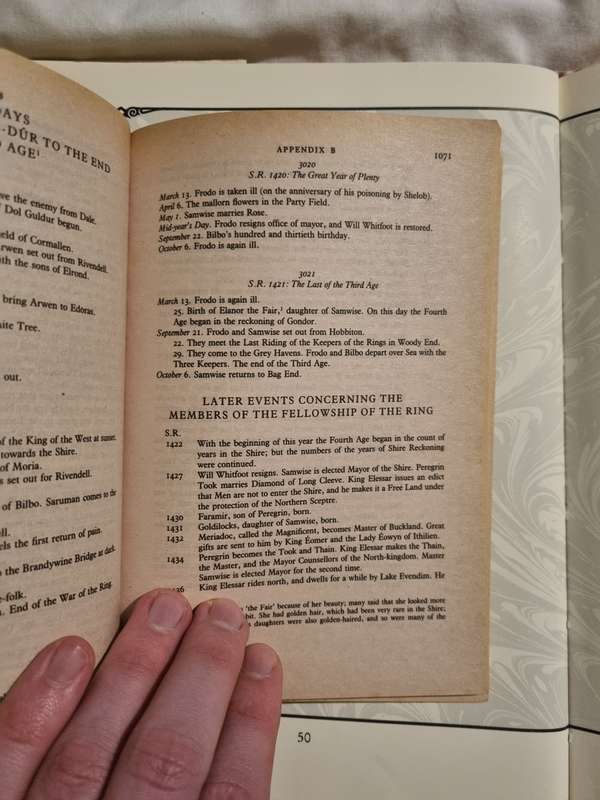 AYS
-DÛR TO THE END
AGE¹
ve the enemy from Dale.
Dol Guldur begun.
eld of Cormallen.
rwen set out from Rivendell
th the sons of Elrond.
bring Arwen to Edoras.
ite Tree.
out.
of the King of the West at sunset.
towards the Shire.
of Moria.
s set out for Rivendell.
of Bilbo. Saruman comes to the
ell.
els the first return of pain.
the Brandywine Bridge at dark.
e-folk.
End of the War of the Ring.
APPENDIX B
1071
3020
S.R. 1420: The Great Year of Plenty
March 13. Frodo is taken ill (on the anniversary of his poisoning by Shelob).
April 6. The mallorn flowers in the Party Field.
May 1. Samwise marries Rose.
Mid-year's Day. Frodo resigns office of mayor, and Will Whitfoot is restored.
September 22. Bilbo's hundred and thirtieth birthday.
October 6. Frodo is again ill.
3021
S.R. 1421: The Last of the Third Age
March 13. Frodo is again ill.
25. Birth of Elanor the Fair,¹ daughter of Samwise. On this day the Fourth
Age began in the reckoning of Gondor.
September 21. Frodo and Samwise set out from Hobbiton.
22. They meet the Last Riding of the Keepers of the Rings in Woody End.
29. They come to the Grey Havens. Frodo and Bilbo depart over Sea with the
Three Keepers. The end of the Third Age.
October 6. Samwise returns to Bag End.
LATER EVENTS CONCERNING THE
MEMBERS OF THE FELLOWSHIP OF THE RING
S.R.
1422 With the beginning of this year the Fourth Age began in the count of
years in the Shire; but the numbers of the years of Shire Reckoning
were continued.
1427 Will Whitfoot resigns. Samwise is elected Mayor of the Shire. Peregrin
Took marries Diamond of Long Cleeve. King Elessar issues an edict
that Men are not to enter the Shire, and he makes it a Free Land under
the protection of the Northern Sceptre.
1430 Faramir, son of Peregrin, born.
1431 Goldilocks, daughter of Samwise, born.
1432 Meriadoc, called the Magnificent, becomes Master of Buckland. Great
gifts are sent to him by King Éomer and the Lady Éowyn of Ithilien.
1434 Peregrin becomes the Took and Thain. King Elessar makes the Thain,
the Master, and the Mayor Counsellors of the North-kingdom. Master
Samwise is elected Mayor for the second time.
King Elessar rides north, and dwells for a while by Lake Evendim. He
'the Fair' because of her beauty; many said that she looked more
bit. She had golden hair, which had been very rare in the Shire;
daughters were also golden-haired, and so were many of the
50